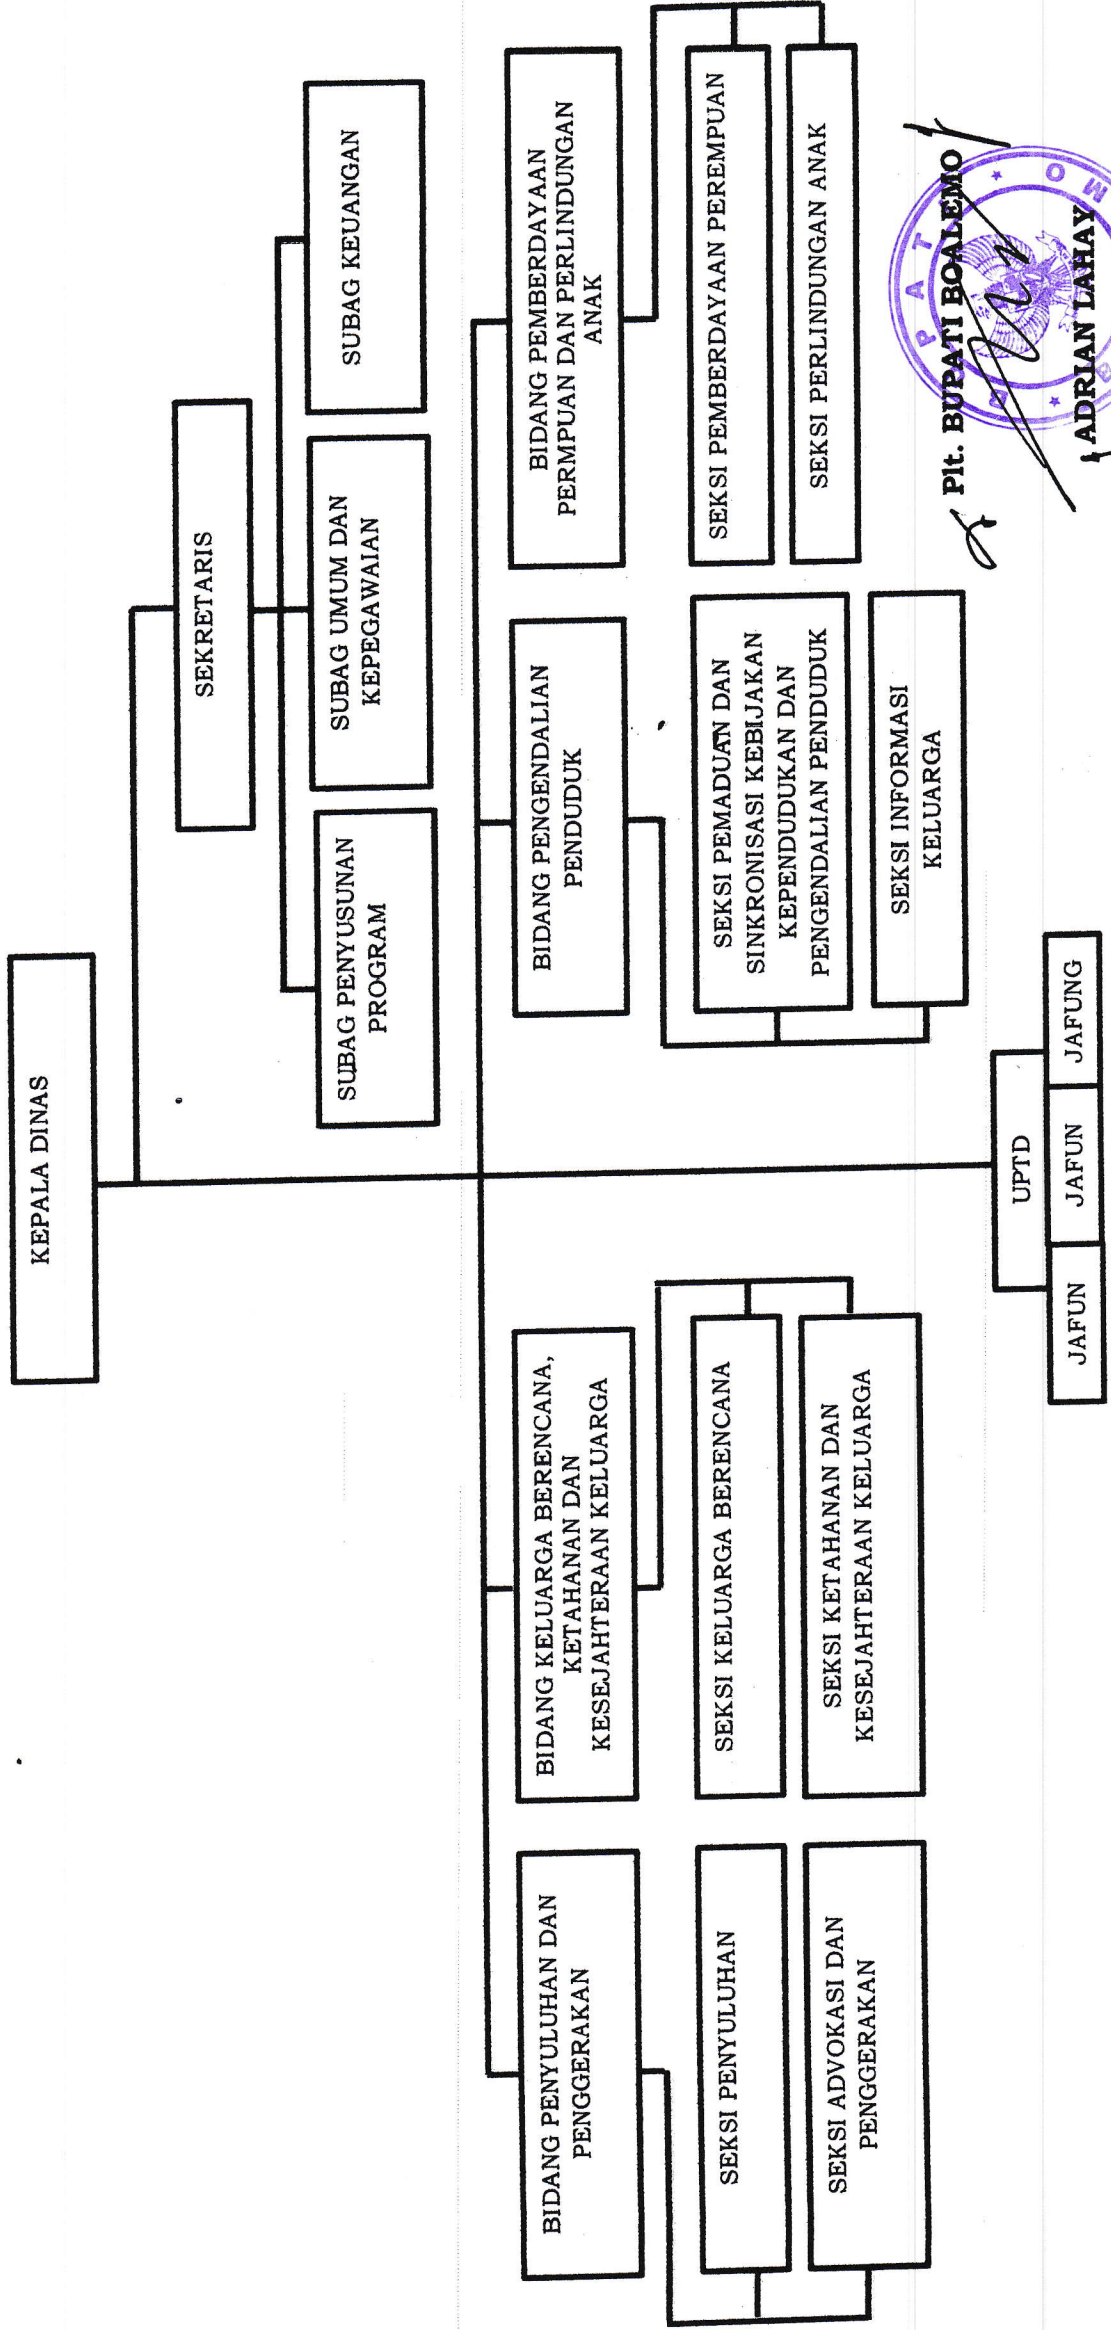 KEPALA DINAS
SEKRETARIS
SUBAG PENYUSUNAN
PROGRAM
SUBAG UMUM DAN
KEPEGAWAIAN
SUBAG KEUANGAN
BIDANG PENYULUHAN DAN
PENGGERAKAN
BIDANG KELUARGA BERENCANA,
KETAHANAN DAN
KESEJAHTERAAN KELUARGA
BIDANG PENGENDALIAN
PENDUDUK
BIDANG PEMBERDAYAAN
PERMPUAN DAN PERLINDUNGAN
ANAK
SEKSI PENYULUHAN
SEKSI ADVOKASI DAN
PENGGERAKAN
SEKSI KELUARGA BERENCANA
SEKSI KETAHANAN DAN
KESEJAHTERAAN KELUARGA
SEKSI PEMADUAN DAN
SINKRONISASI KEBIJAKAN
KEPENDUDUKAN DAN
PENGENDALIAN PENDUDUK
SEKSI INFORMASI
KELUARGA
SEKSI PEMBERDAYAAN PEREMPUAN
SEKSI PERLINDUNGAN ANAK
UPTD
JAFUN
JAFUN
JAFUNG
Plt. BUPATI BOALEMO
ADRIAN LAHAY